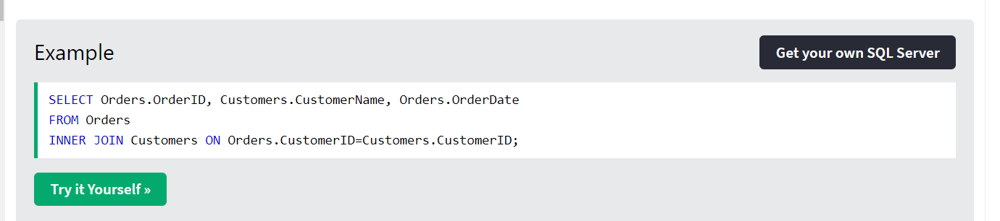 Example
Get your own SQL Server
SELECT Orders.OrderID, Customers.CustomerName, Orders.OrderDate
FROM Orders
INNER JOIN Customers ON Orders.CustomerID=Customers.CustomerID;
Try it Yourself »